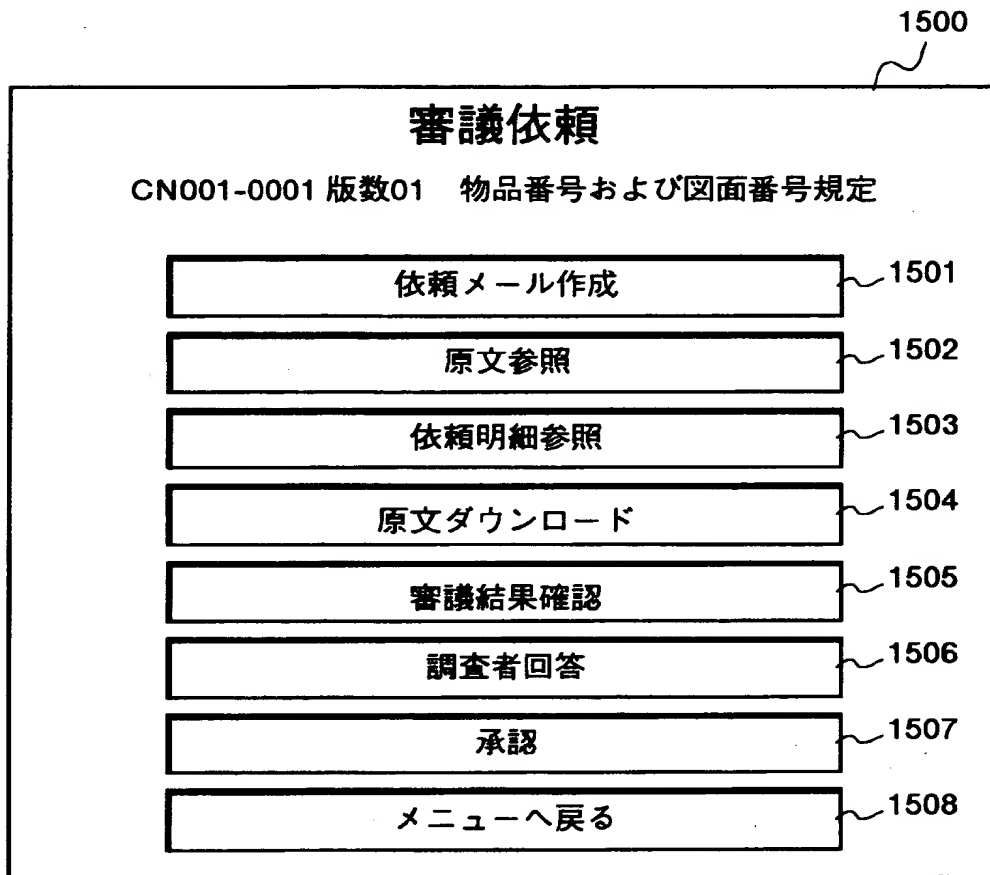 1500
審議依頼
CN001-0001 版数01 物品番号および図面番号規定
依頼メール作成 1501
原文参照 1502
依頼明細参照 1503
原文ダウンロード 1504
審議結果確認 1505
調査者回答 1506
承認 1507
メニューへ戻る 1508